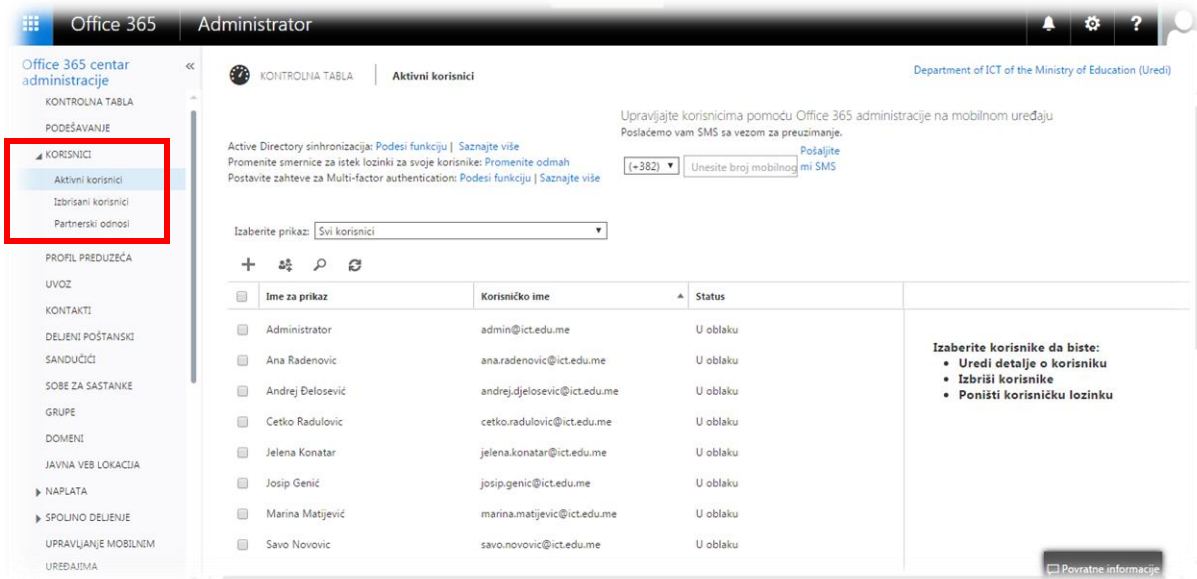 Office 365 Administrator ?
Office 365 centar
administracije
«
KONTROLNA TABLA
PODEŠAVANJE
KORISNICI
Aktivni korisnici
Izbrisani korisnici
Partnerski odnosi
PROFIL PREDUZEĆA
UVOZ
KONTAKTI
DELJENI POŠTANSKI
SANDUČIĆI
SOBE ZA SASTANKE
GRUPE
DOMENI
JAVNA VEB LOKACIJA
NAPLATA
SPOLJNO DELJENJE
UPRAVLJANJE MOBILNIM
UREĐAJIMA
KONTROLNA TABLA Aktivni korisnici
Department of ICT of the Ministry of Education (Uredi)
Upravljajte korisnicima pomoću Office 365 administracije na mobilnom uređaju
Poslaćemo vam SMS sa vezom za preuzimanje.
(+382) Unesite broj mobilnog
Pošaljite
mi SMS
Active Directory sinhronizacija: Podesi funkciju | Saznajte više
Promenite smernice za istek lozinki za svoje korisnike: Promenite odmah
Postavite zahteve za Multi-factor authentication: Podesi funkciju | Saznajte više
Izaberite prikaz: Svi korisnici
Ime za prikaz Korisničko ime Status
Administrator admin@ict.edu.me U oblaku
Ana Radenovic ana.radenovic@ict.edu.me U oblaku
Andrej Đelosević andrej.djelosevic@ict.edu.me U oblaku
Cetko Radulovic cetko.radulovic@ict.edu.me U oblaku
Jelena Konatar jelena.konatar@ict.edu.me U oblaku
Josip Genić josip.genic@ict.edu.me U oblaku
Marina Matijević marina.matijevic@ict.edu.me U oblaku
Savo Novovic savo.novovic@ict.edu.me U oblaku
Izaberite korisnike da biste:
• Uredi detalje o korisniku
• Izbriši korisnike
• Poništi korisničku lozinku
Povratne informacije